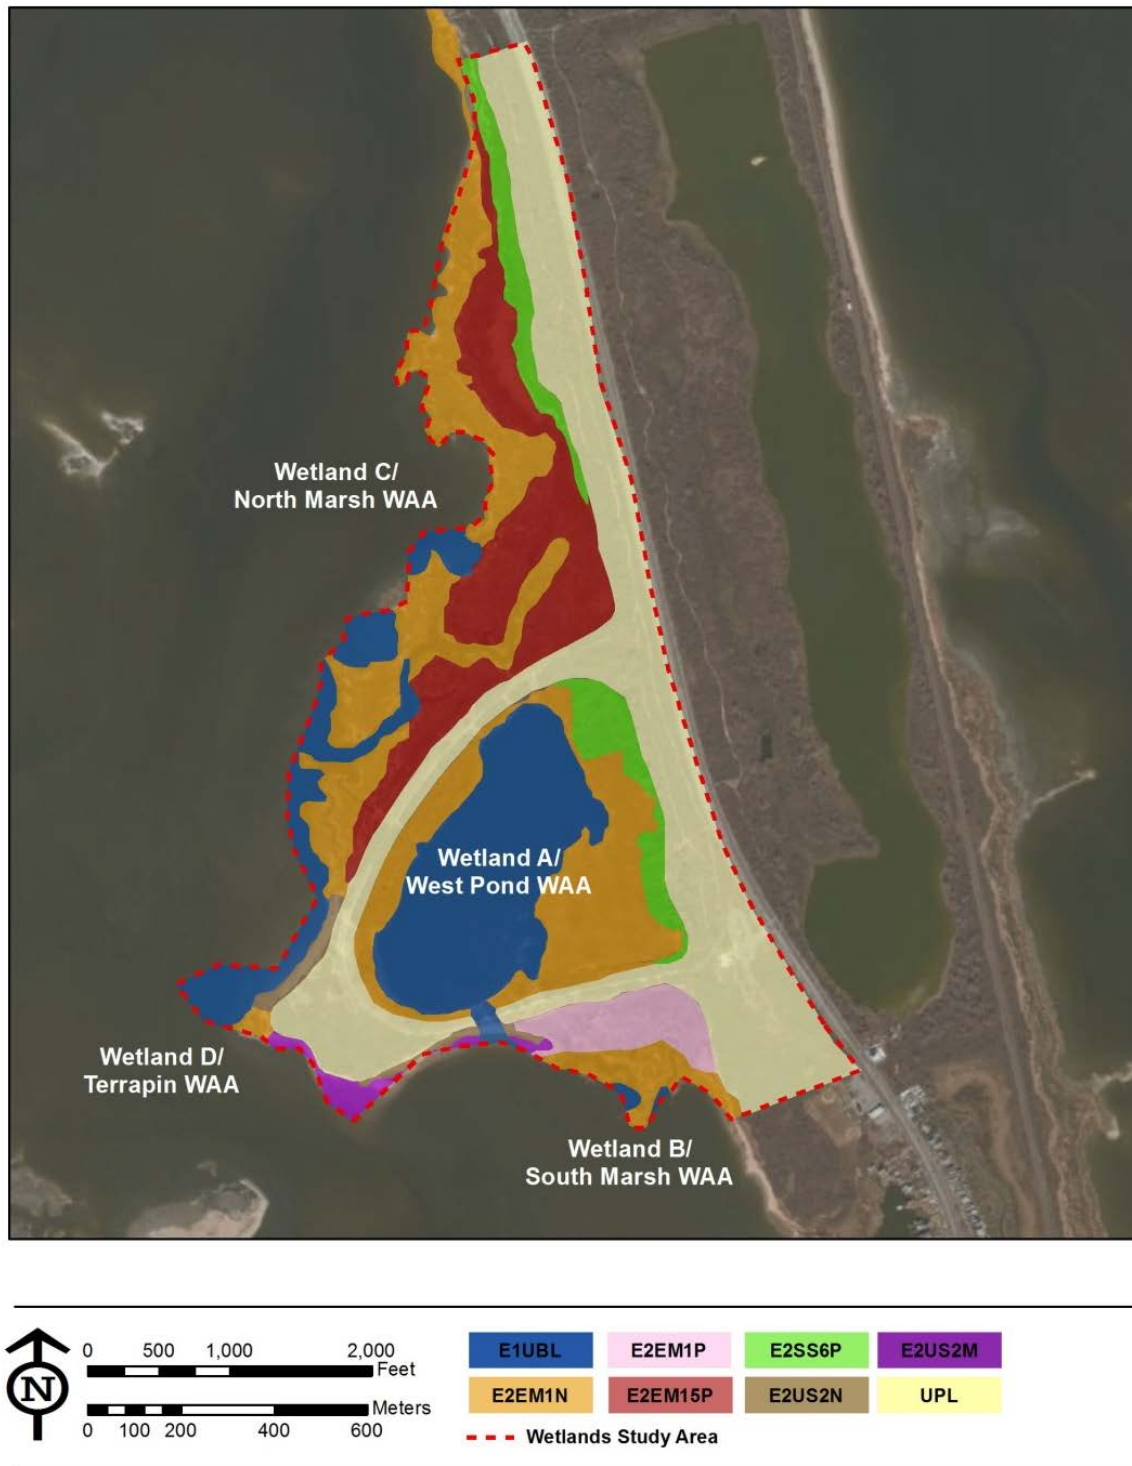 Wetland C/
North Marsh WAA
Wetland A/
West Pond WAA
Wetland D/
Terrapin WAA
Wetland B/
South Marsh WAA
N
0 500 1,000 2,000
Feet
Meters
0 100 200 400 600
E1UBL E2EM1P E2SS6P E2US2M
E2EM1N E2EM15P E2US2N UPL
Wetlands Study Area